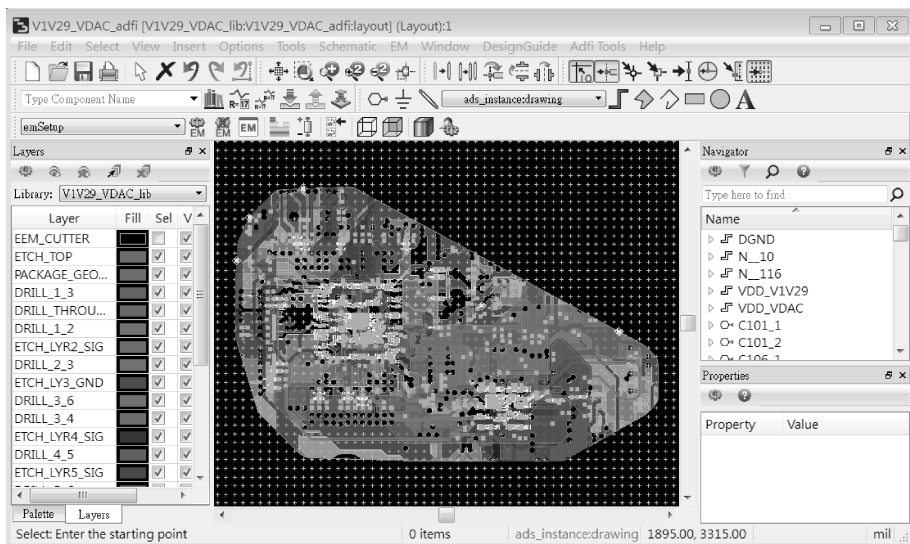 V1V29_VDAC_adfi [V1V29_VDAC_lib:V1V29_VDAC_adfi:layout] (Layout):1
File Edit Select View Insert Options Tools Schematic EM Window DesignGuide Adfi Tools Help
Type Component Name
ads_instance:drawing
emSetup
EM
EM
EM
Layers
Library: V1V29_VDAC_lib
Layer Fill Sel V
EEM_CUTTER
ETCH_TOP
PACKAGE_GEO...
DRILL_1_3
DRILL_THROU...
DRILL_1_2
ETCH_LYR2_SIG
DRILL_2_3
ETCH_LY3_GND
DRILL_3_6
DRILL_3_4
ETCH_LYR4_SIG
DRILL_4_5
ETCH_LYR5_SIG
Palette Layers
Navigator
Type here to find
Name
DGND
N__10
N__116
VDD_V1V29
VDD_VDAC
C101_1
C101_2
C106_1
Properties
Property Value
Select: Enter the starting point
0 items
ads_instance:drawing
1895.00, 3315.00
mil